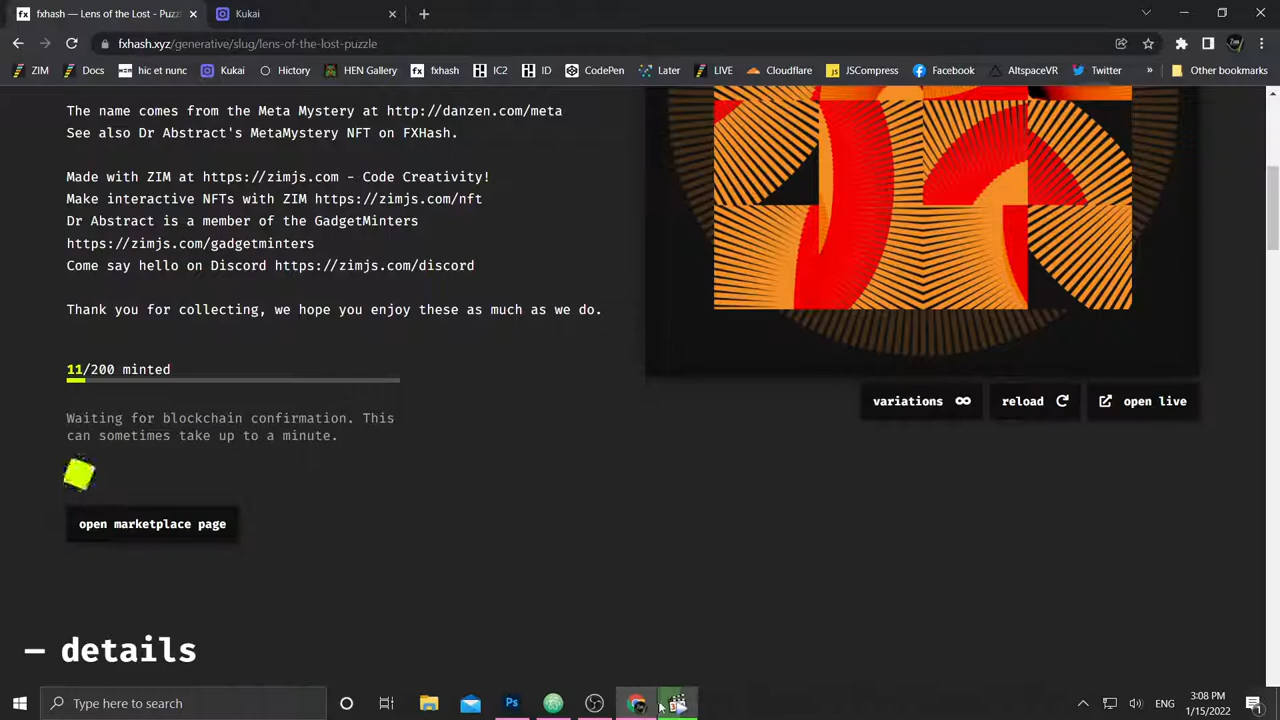 fxhash — Lens of the Lost - Puzz
Kukai
fxhash.xyz/generative/slug/lens-of-the-lost-puzzle
ZIM
Docs
hic et nunc
Kukai
Hictory
HEN Gallery
fxhash
IC2
ID
CodePen
Later
LIVE
Cloudflare
JSCompress
Facebook
AltspaceVR
Twitter
»
Other bookmarks
The name comes from the Meta Mystery at http://danzen.com/meta
See also Dr Abstract's MetaMystery NFT on FXHash.
Made with ZIM at https://zimjs.com - Code Creativity!
Make interactive NFTs with ZIM https://zimjs.com/nft
Dr Abstract is a member of the GadgetMinters
https://zimjs.com/gadgetminters
Come say hello on Discord https://zimjs.com/discord
Thank you for collecting, we hope you enjoy these as much as we do.
11/200 minted
Waiting for blockchain confirmation. This
can sometimes take up to a minute.
variations
reload
open live
open marketplace page
— details
Type here to search
Ps
ENG
3:08 PM
1/15/2022